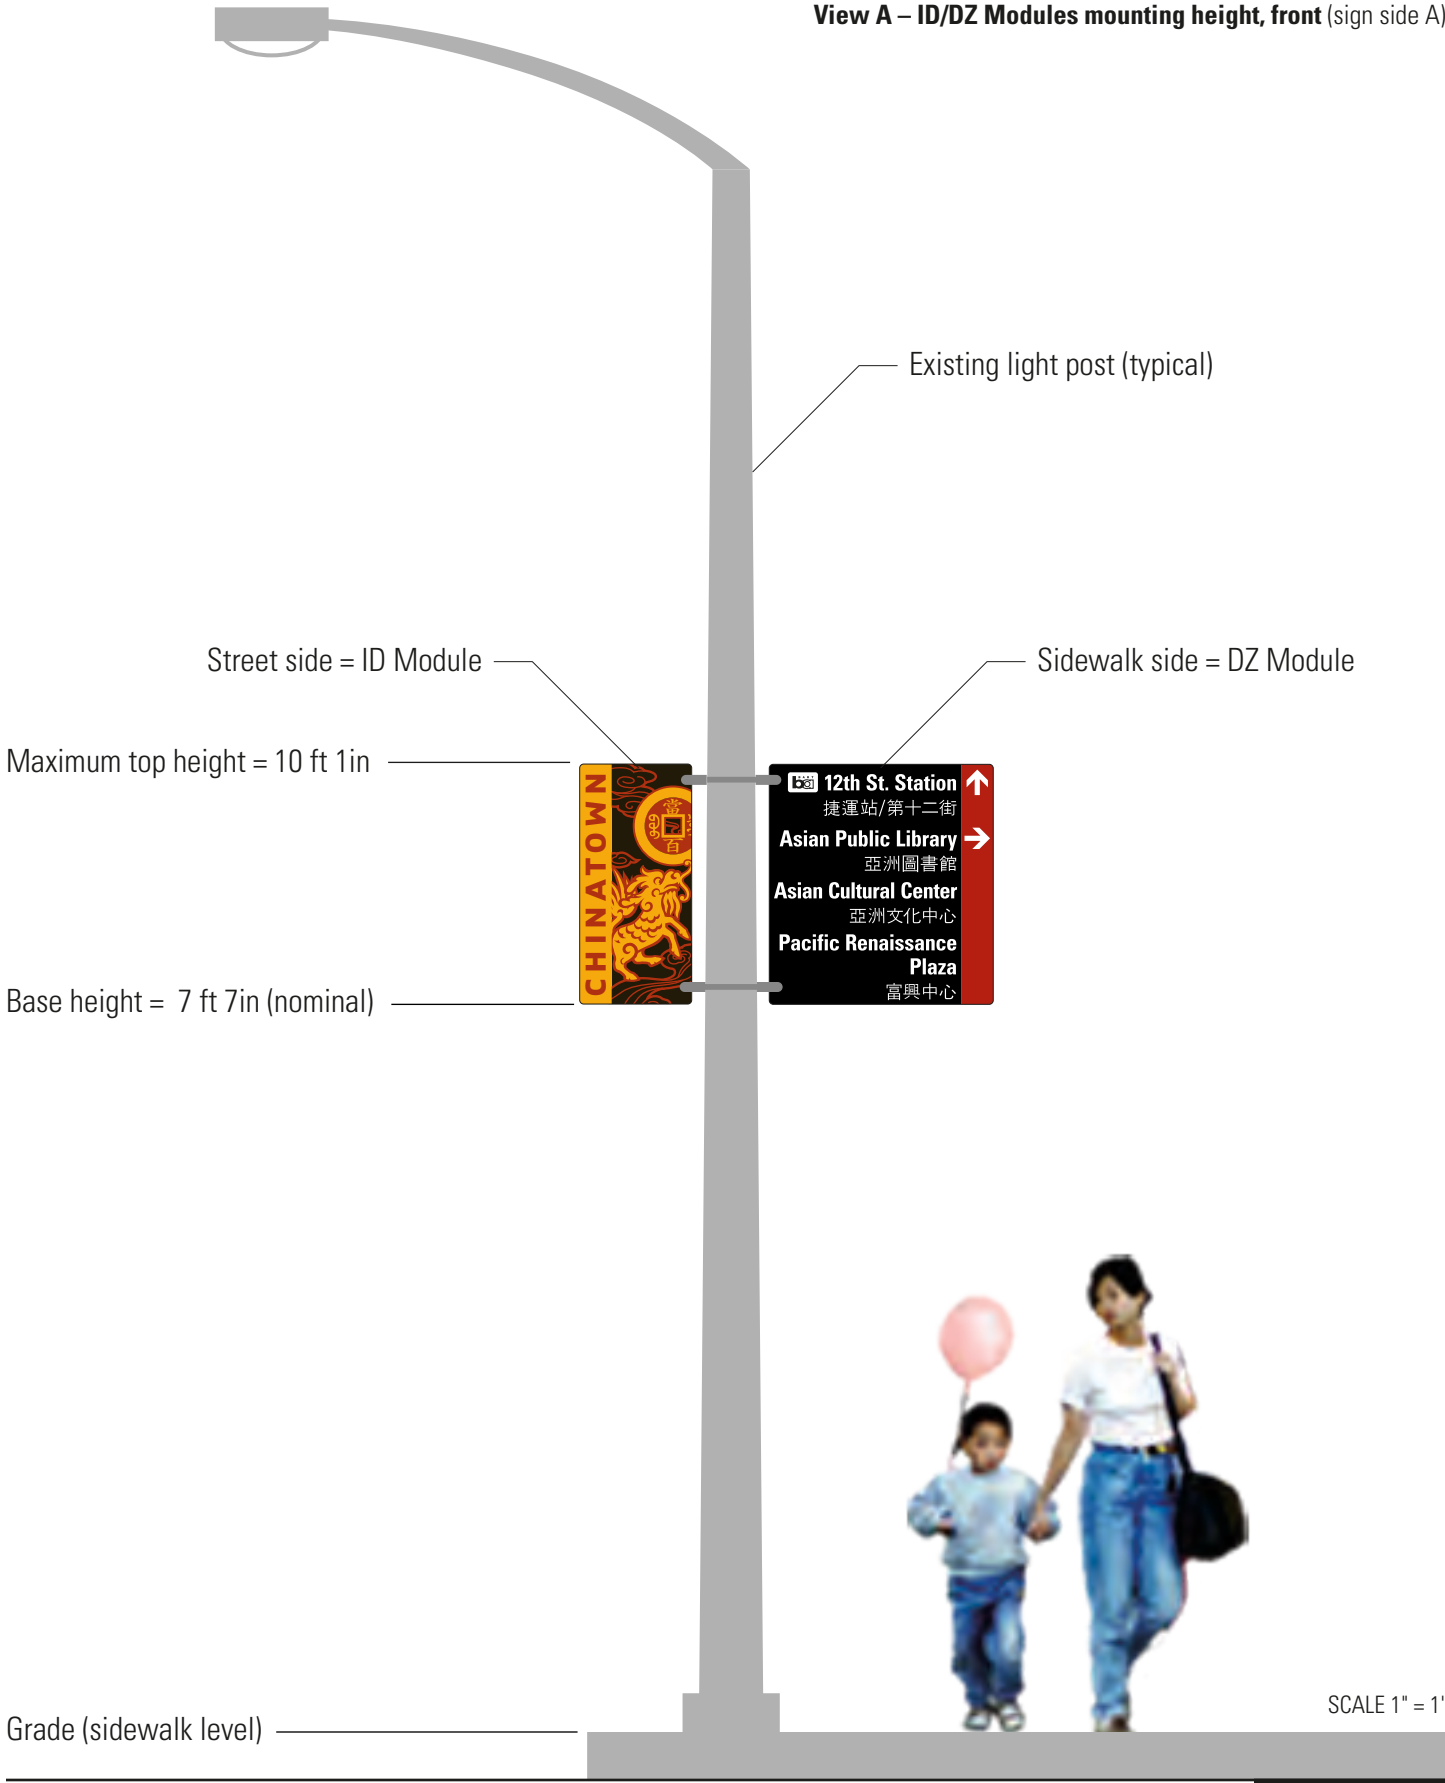 View A – ID/DZ Modules mounting height, front (sign side A)
Existing light post (typical)
Street side = ID Module
Sidewalk side = DZ Module
Maximum top height = 10 ft 1in
CHINATOWN
當
百
ba 12th St. Station
捷運站/第十二街
Asian Public Library
亞洲圖書館
Asian Cultural Center
亞洲文化中心
Pacific Renaissance
Plaza
富興中心
Base height = 7 ft 7in (nominal)
SCALE 1" = 1'
Grade (sidewalk level)